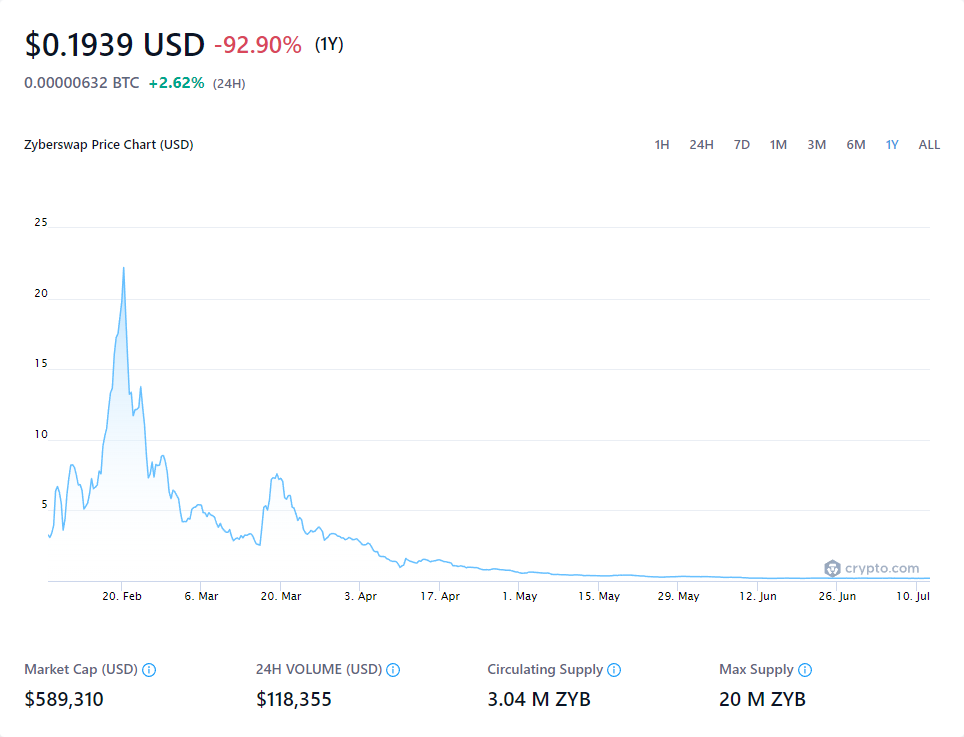 $0.1939 USD -92.90% (1Y)
0.00000632 BTC +2.62% (24H)
Zyberswap Price Chart (USD) 1H 24H 7D 1M 3M 6M 1Y ALL
25
20
15
10
5
crypto.com
20. Feb 6. Mar 20. Mar 3. Apr 17. Apr 1. May 15. May 29. May 12. Jun 26. Jun 10. Jul
Market Cap (USD) 24H VOLUME (USD) Circulating Supply Max Supply
$589,310 $118,355 3.04 M ZYB 20 M ZYB